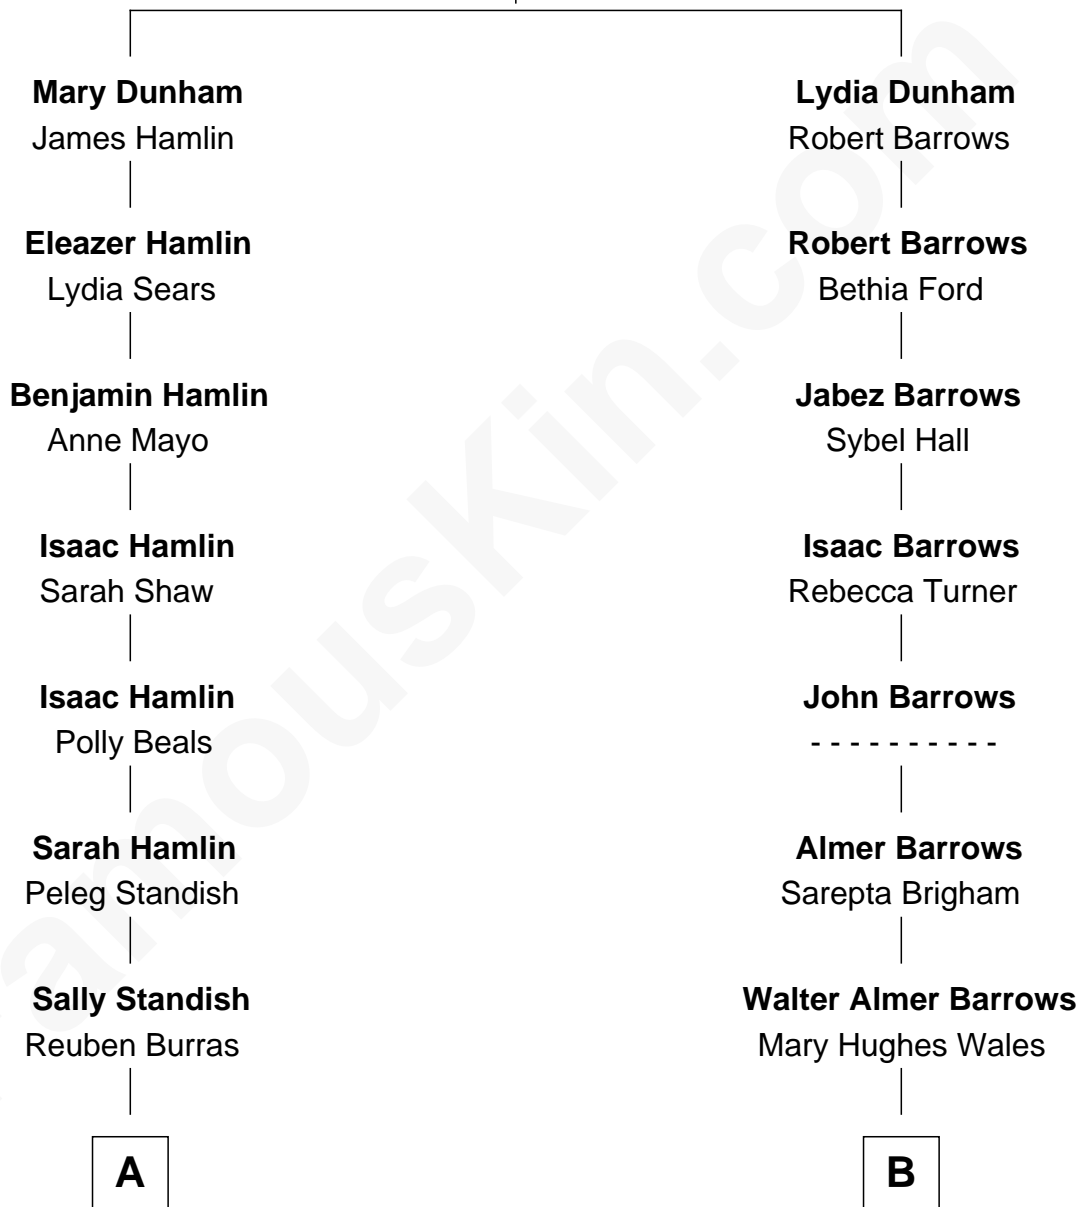 Mary Dunham
James Hamlin
Eleazer Hamlin
Lydia Sears
Benjamin Hamlin
Anne Mayo
Isaac Hamlin
Sarah Shaw
Isaac Hamlin
Polly Beals
Sarah Hamlin
Peleg Standish
Sally Standish
Reuben Burras
A
Lydia Dunham
Robert Barrows
Robert Barrows
Bethia Ford
Jabez Barrows
Sybel Hall
Isaac Barrows
Rebecca Turner
John Barrows
- - - - - - - - - -
Almer Barrows
Sarepta Brigham
Walter Almer Barrows
Mary Hughes Wales
B
amouskin.com